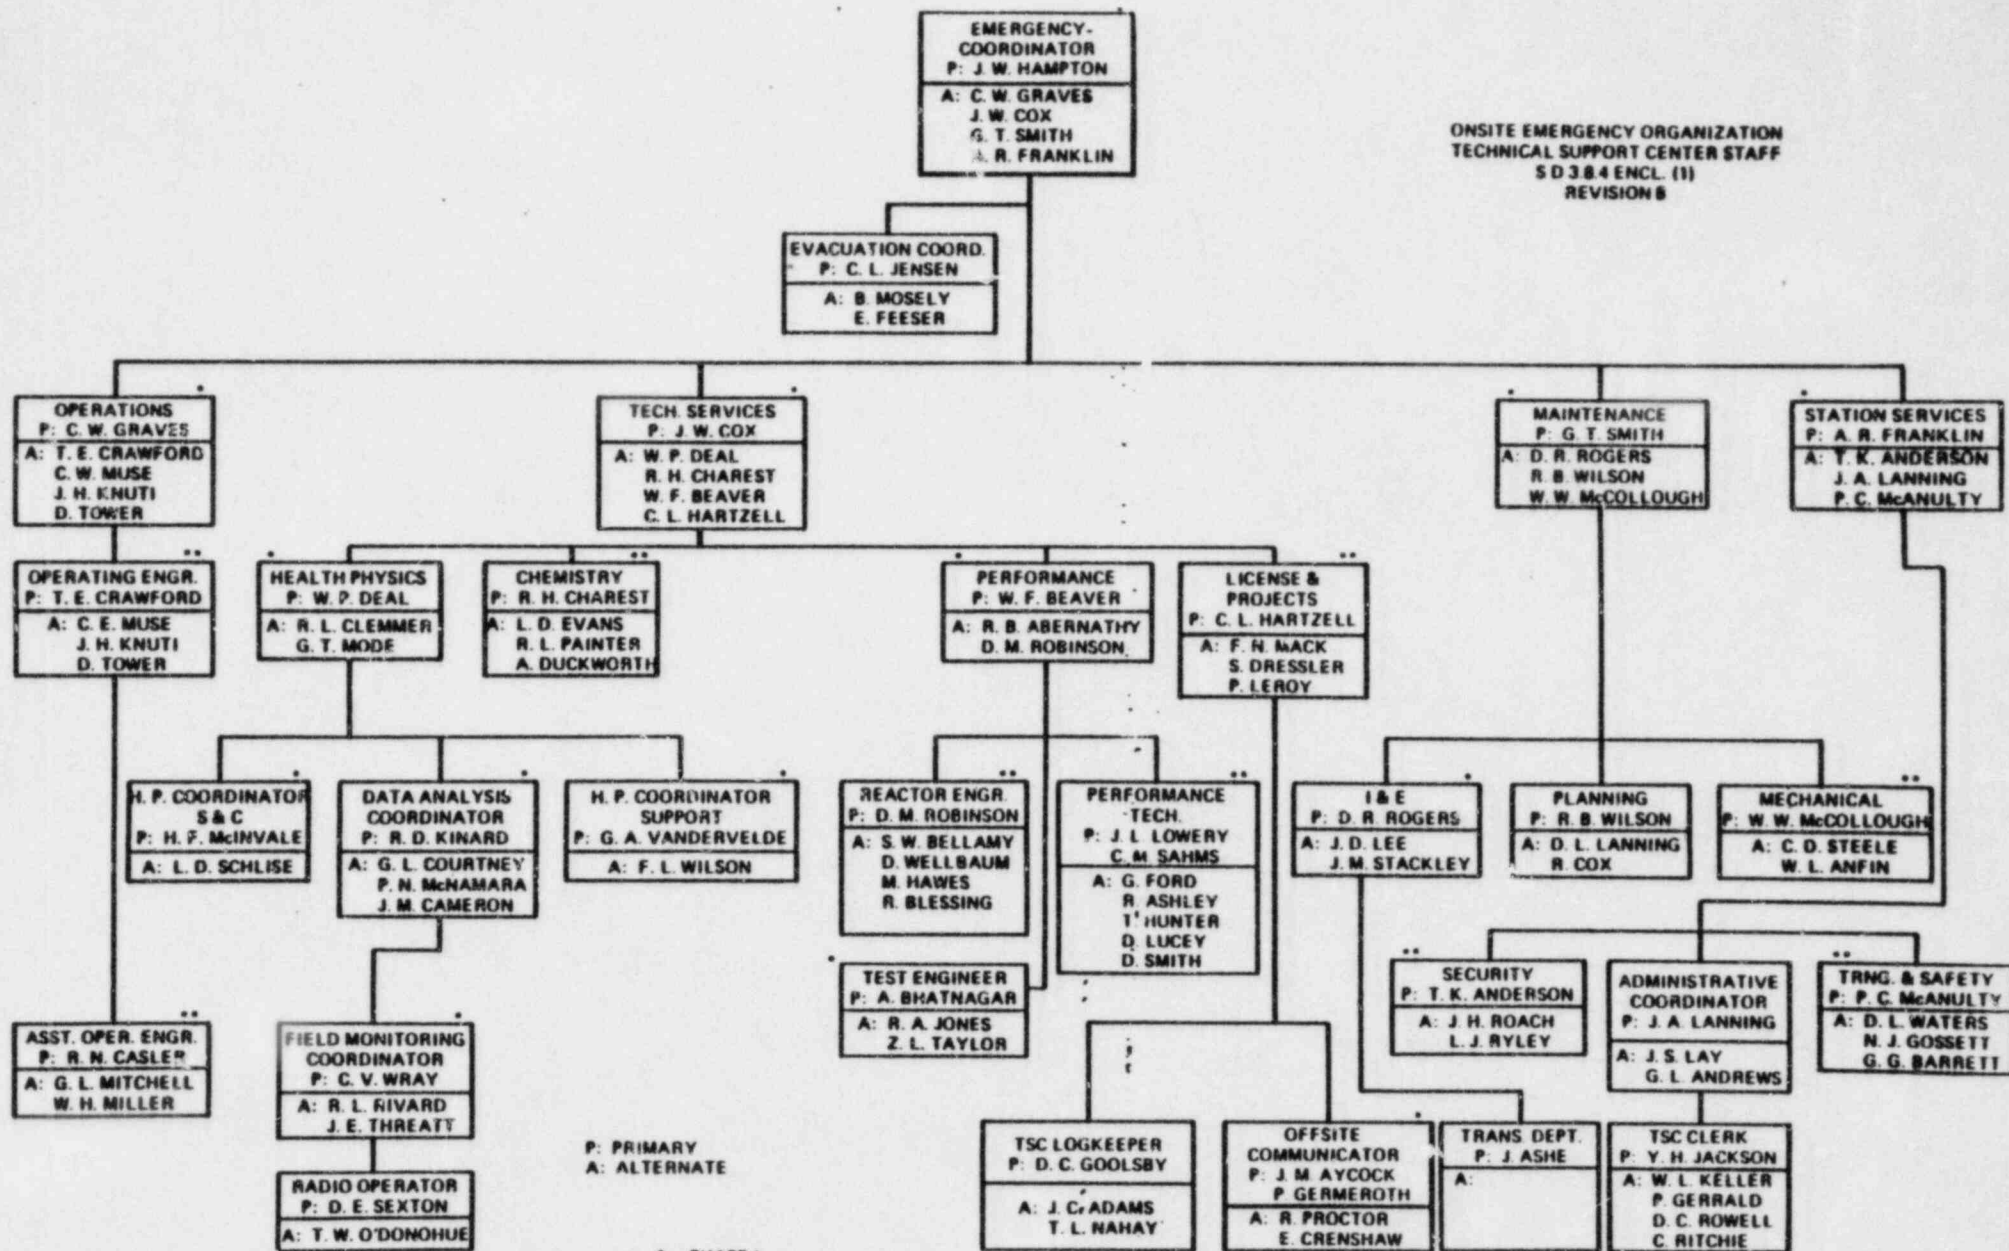 EMERGENCY-
COORDINATOR
P: J. W. HAMPTON
A: C. W. GRAVES
J. W. COX
G. T. SMITH
A. R. FRANKLIN
ONSITE EMERGENCY ORGANIZATION
TECHNICAL SUPPORT CENTER STAFF
S D 3.8.4 ENCL. (1)
REVISION
EVACUATION COORD.
P: C. L. JENSEN
A: B. MOSELY
E. FEESER
OPERATIONS
P: C. W. GRAVES
A: T. E. CRAWFORD
C. W. MUSE
J. H. KNUTI
D. TOWER
TECH. SERVICES
P: J. W. COX
A: W. P. DEAL
R. H. CHAREST
W. F. BEAVER
C. L. HARTZELL
MAINTENANCE
P: G. T. SMITH
A: D. R. ROGERS
R. B. WILSON
W. W. McCOLLOUGH
STATION SERVICES
P: A. R. FRANKLIN
A: T. K. ANDERSON
J. A. LANNING
P. C. McANULTY
OPERATING ENGR.
P: T. E. CRAWFORD
A: C. E. MUSE
J. H. KNUTI
D. TOWER
HEALTH PHYSICS
P: W. P. DEAL
A: R. L. CLEMMER
G. T. MODE
CHEMISTRY
P: R. H. CHAREST
A: L. D. EVANS
R. L. PAINTER
A. DUCKWORTH
PERFORMANCE
P: W. F. BEAVER
A: R. B. ABERNATHY
D. M. ROBINSON
LICENSE &
PROJECTS
P: C. L. HARTZELL
A: F. N. MACK
S. DRESSLER
P. LEROY
H. P. COORDINATOR
S & C
P: H. F. McINVALE
A: L. D. SCHLISE
DATA ANALYSIS
COORDINATOR
P: R. D. KINARD
A: G. L. COURTNEY
P. N. McNAMARA
J. M. CAMERON
H. P. COORDINATOR
SUPPORT
P: G. A. VANDERVELDE
A: F. L. WILSON
REACTOR ENGR.
P: D. M. ROBINSON
A: S. W. BELLAMY
D. WELLBAUM
M. HAWES
R. BLESSING
PERFORMANCE
TECH.
P: J. L. LOWERY
C. M. SAHMS
A: G. FORD
R. ASHLEY
T. HUNTER
D. LUCEY
D. SMITH
I & E
P: D. R. ROGERS
A: J. D. LEE
J. M. STACKLEY
PLANNING
P: R. B. WILSON
A: D. L. LANNING
R. COX
MECHANICAL
P: W. W. McCOLLOUGH
A: C. D. STEELE
W. L. ANFIN
TEST ENGINEER
P: A. BHATNAGAR
A: R. A. JONES
Z. L. TAYLOR
SECURITY
P: T. K. ANDERSON
A: J. H. ROACH
L. J. RYLEY
ADMINISTRATIVE
COORDINATOR
P: J. A. LANNING
A: J. S. LAY
G. L. ANDREWS
TRNG. & SAFETY
P: P. C. McANULTY
A: D. L. WATERS
N. J. GOSSETT
G. G. BARRETT
ASST. OPER. ENGR.
P: R. N. CASLER
A: G. L. MITCHELL
W. H. MILLER
FIELD MONITORING
COORDINATOR
P: C. V. WRAY
A: R. L. RIVARD
J. E. THREATT
RADIO OPERATOR
P: D. E. SEXTON
A: T. W. O'DONOHUE
P: PRIMARY
A: ALTERNATE
TSC LOGKEEPER
P: D. C. GOOLSBY
A: J. C. ADAMS
T. L. NAHAY
OFFSITE
COMMUNICATOR
P: J. M. AYCOCK
P. GERMEROTH
A: R. PROCTOR
E. CRENSHAW
TRANS. DEPT.
P: J. ASHE
A:
TSC CLERK
P: Y. H. JACKSON
A: W. L. KELLER
P. GERRALD
D. C. ROWELL
C. RITCHIE